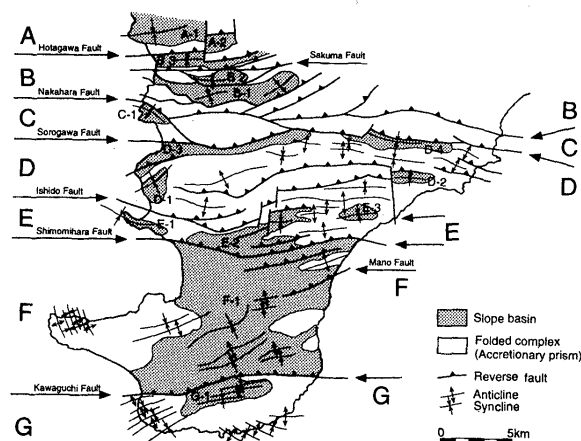 A
A-1
A-2
Hotagawa Fault
B-3
Sakuma Fault
B
B-2
B-1
Nakahara Fault
C-1
B
C
Sorogawa Fault
C
D-3
D-4
D
D
D-2
D-1
Ishido Fault
E-3
E
E-1
E
Shimomihara Fault
E-2
Mano Fault
F
F-1
F
Slope basin
Folded complex
(Accretionary prism)
Reverse fault
Anticline
Syncline
Kawaguchi Fault
G-1
G
G
0 5km